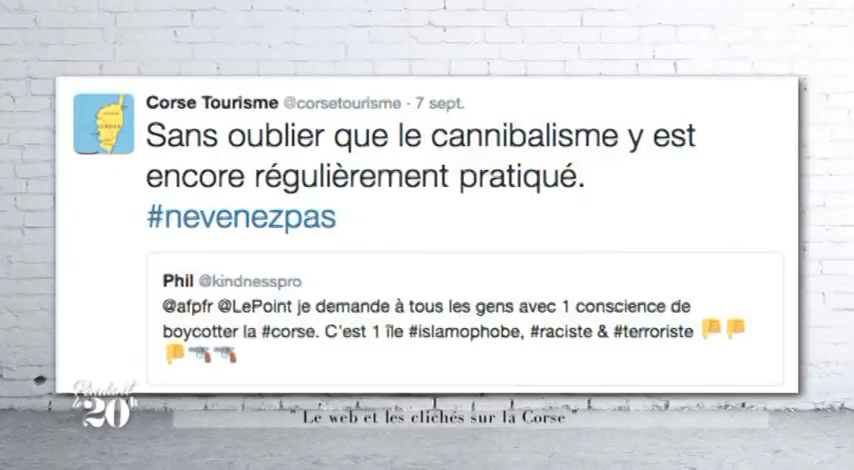 Corse Tourisme @corsetourisme · 7 sept.
Sans oublier que le cannibalisme y est
encore régulièrement pratiqué.
#nevenezpas
Phil @kindnesspro
@afpfr @LePoint je demande à tous les gens avec 1 conscience de
boycotter la #corse. C'est 1 île #islamophobe, #raciste & #terroriste 👎👎
👎🔫🔫
le 20h
" Le web et les clichés sur la Corse "